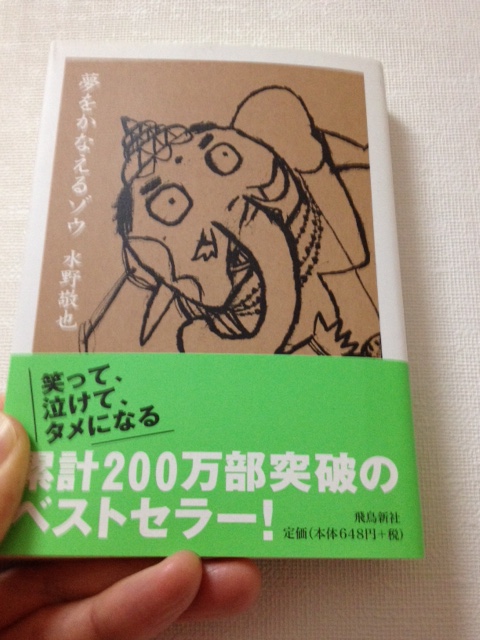 夢をかなえるゾウ
水野敬也
笑って、
泣けて、
タメになる
累計200万部突破の
ベストセラー!
飛鳥新社
定価(本体648円+税)